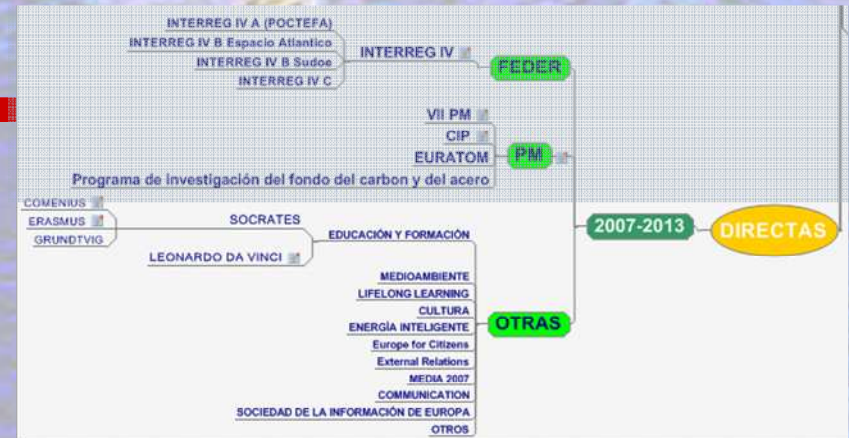 INTERREG IV A (POCTEFA)
INTERREG IV B Espacio Atlantico
INTERREG IV B Sudoe
INTERREG IV C
INTERREG IV
FEDER
VII PM
CIP
EURATOM
Programa de investigación del fondo del carbon y del acero
PM
COMENIUS
ERASMUS
GRUNDTVIG
SOCRATES
LEONARDO DA VINCI
EDUCACIÓN Y FORMACIÓN
MEDIOAMBIENTE
LIFELONG LEARNING
CULTURA
ENERGÍA INTELIGENTE
Europe for Citizens
External Relations
MEDIA 2007
COMMUNICATION
SOCIEDAD DE LA INFORMACIÓN DE EUROPA
OTROS
OTRAS
2007-2013
DIRECTAS